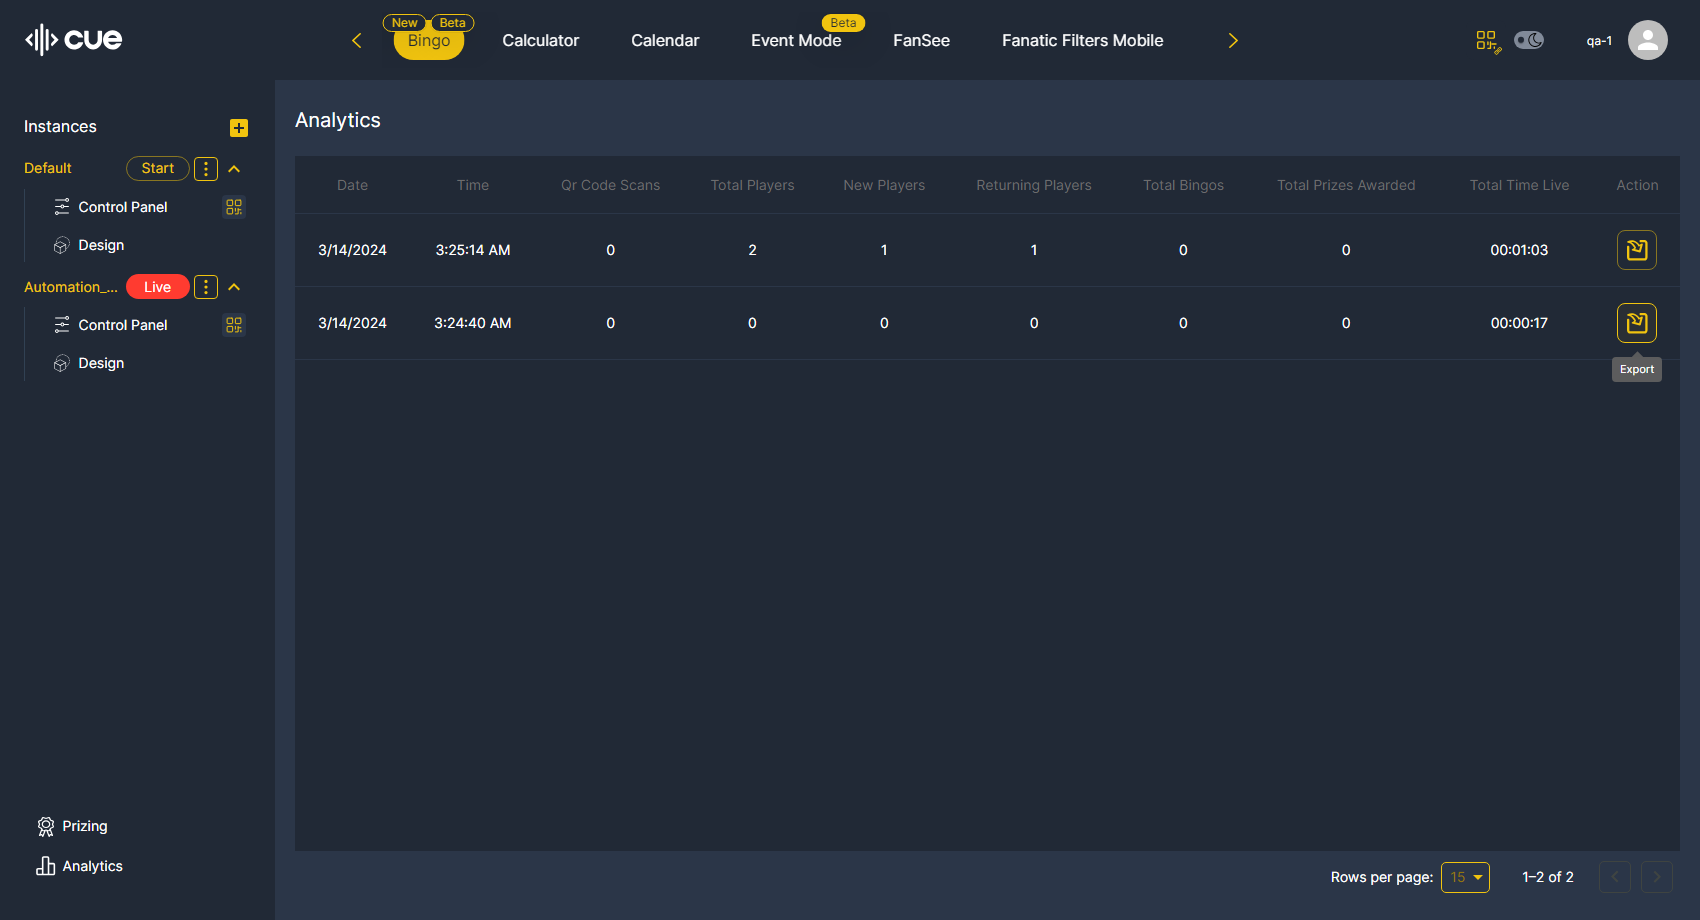 cue
New Beta
Bingo
Calculator
Calendar
Beta
Event Mode
FanSee
Fanatic Filters Mobile
qa-1
Instances
Default Start
Control Panel
Design
Automation_... Live
Control Panel
Design
Prizing
Analytics
Analytics
Date Time Qr Code Scans Total Players New Players Returning Players Total Bingos Total Prizes Awarded Total Time Live Action
3/14/2024 3:25:14 AM 0 2 1 1 0 0 00:01:03
3/14/2024 3:24:40 AM 0 0 0 0 0 0 00:00:17
Export
Rows per page: 15 1–2 of 2